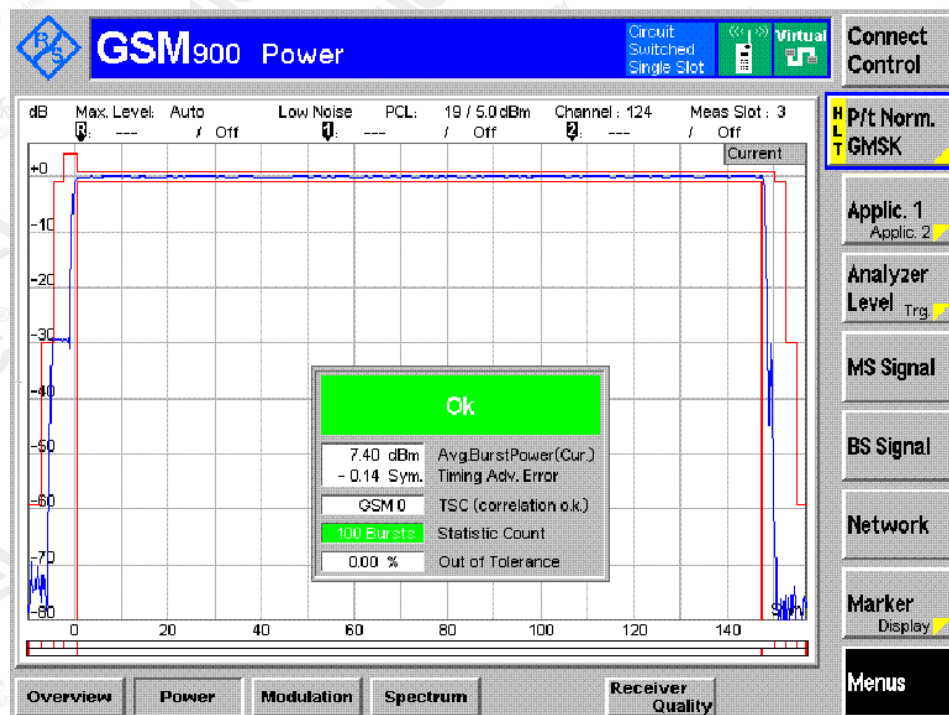 R S
GSM900 Power
Circuit Switched Single Slot
Virtual
Connect Control
dB Max. Level: Auto Low Noise PCL: 19 / 5.0 dBm Channel: 124 Meas Slot: 3
R: --- / Off 1: --- / Off 2: --- / Off
HLT P/t Norm. GMSK
Current
+0
-10
-20
-30
-40
-50
-60
-70
-80
Applic. 1
Applic. 2
Analyzer Level Trg.
MS Signal
BS Signal
Network
Marker
Display
Menus
Ok
7.40 dBm Avg.BurstPower(Cur.)
- 0.14 Sym. Timing Adv. Error
GSM 0 TSC (correlation o.k.)
100 Bursts Statistic Count
0.00 % Out of Tolerance
Sym
0 20 40 60 80 100 120 140
Overview Power Modulation Spectrum Receiver Quality